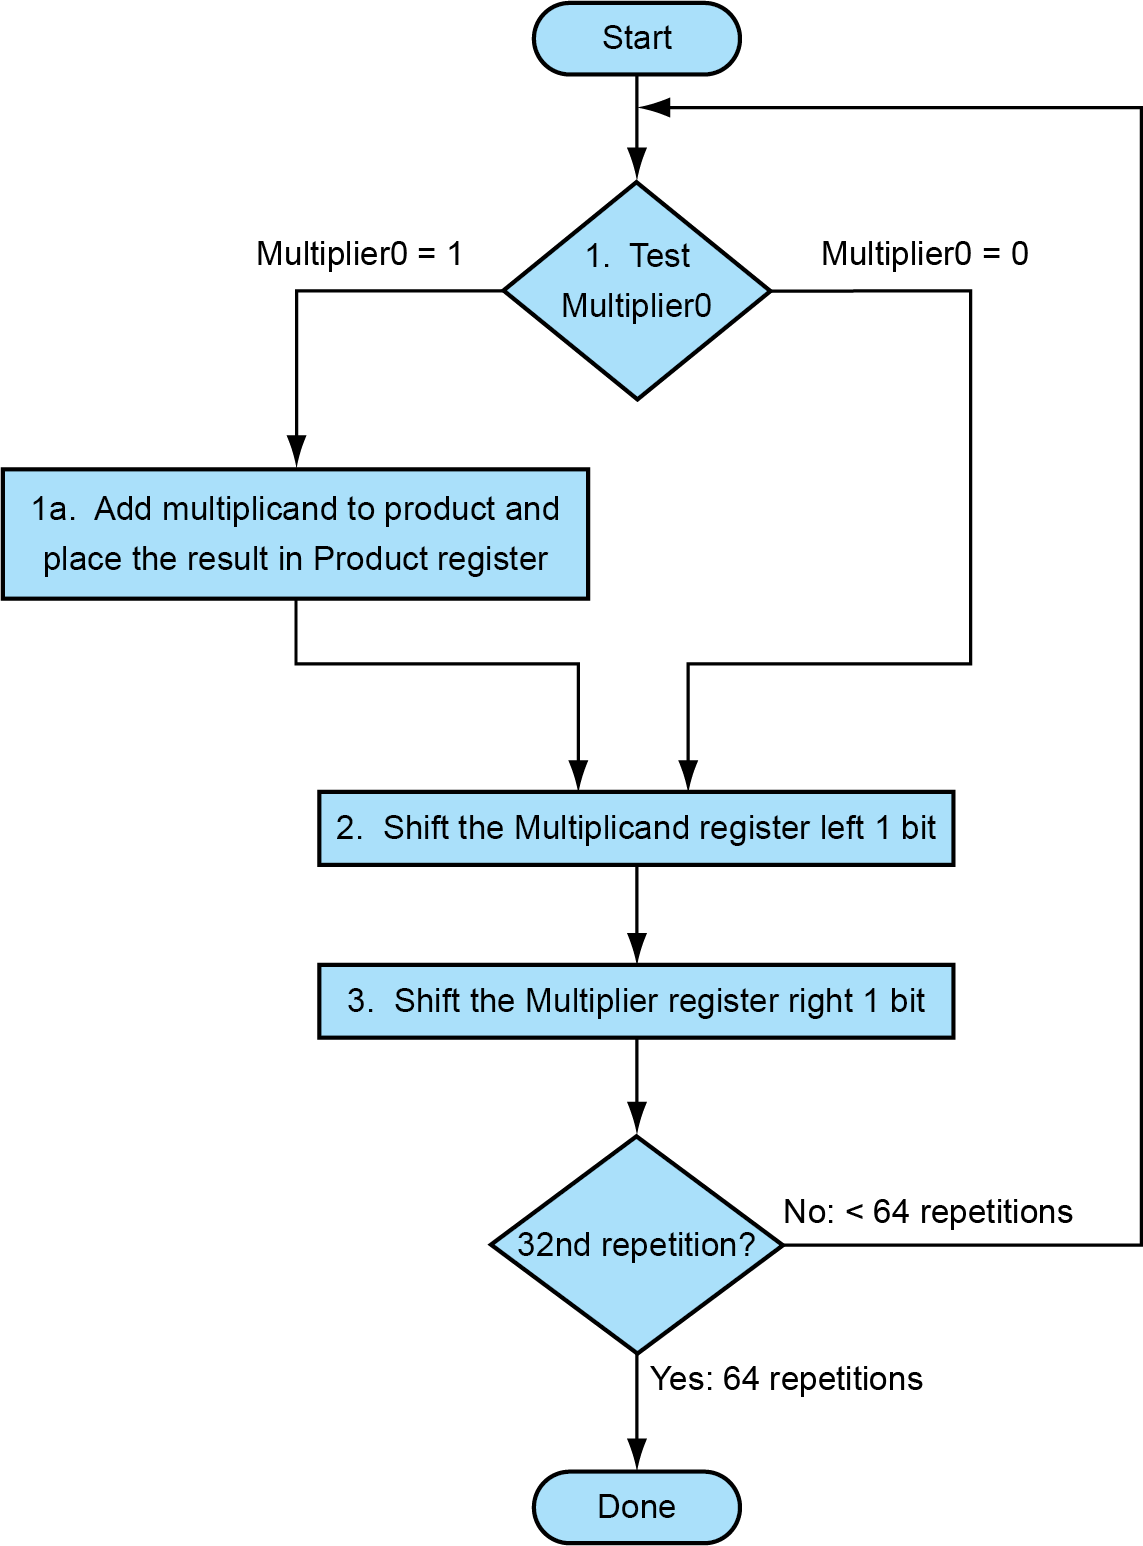 Start
Multiplier0 = 1
1. Test
Multiplier0
Multiplier0 = 0
1a. Add multiplicand to product and
place the result in Product register
2. Shift the Multiplicand register left 1 bit
3. Shift the Multiplier register right 1 bit
32nd repetition?
No: < 64 repetitions
Yes: 64 repetitions
Done